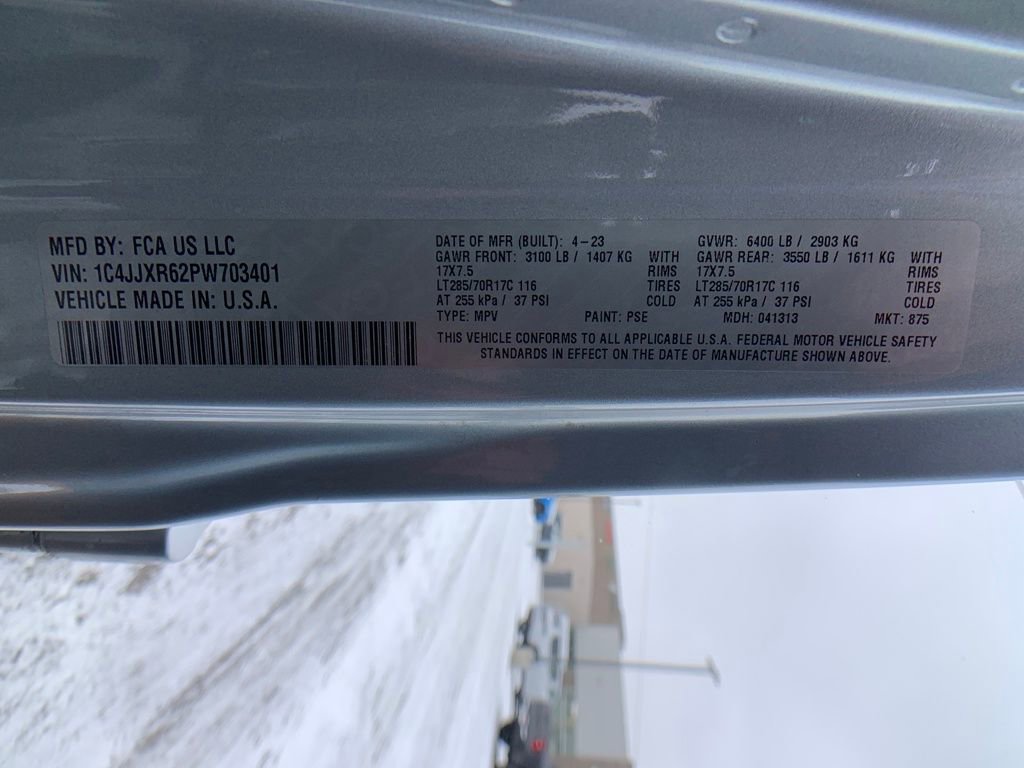 MFD BY: FCA US LLC
VIN: 1C4JJXR62PW703401
VEHICLE MADE IN: U.S.A.
DATE OF MFR (BUILT): 4-23 GVWR: 6400 LB / 2903 KG
GAWR FRONT: 3100 LB / 1407 KG WITH GAWR REAR: 3550 LB / 1611 KG WITH
17X7.5 RIMS 17X7.5 RIMS
LT285/70R17C 116 TIRES LT285/70R17C 116 TIRES
AT 255 kPa / 37 PSI COLD AT 255 kPa / 37 PSI COLD
TYPE: MPV PAINT: PSE MDH: 041313 MKT: 875
THIS VEHICLE CONFORMS TO ALL APPLICABLE U.S.A. FEDERAL MOTOR VEHICLE SAFETY
STANDARDS IN EFFECT ON THE DATE OF MANUFACTURE SHOWN ABOVE.